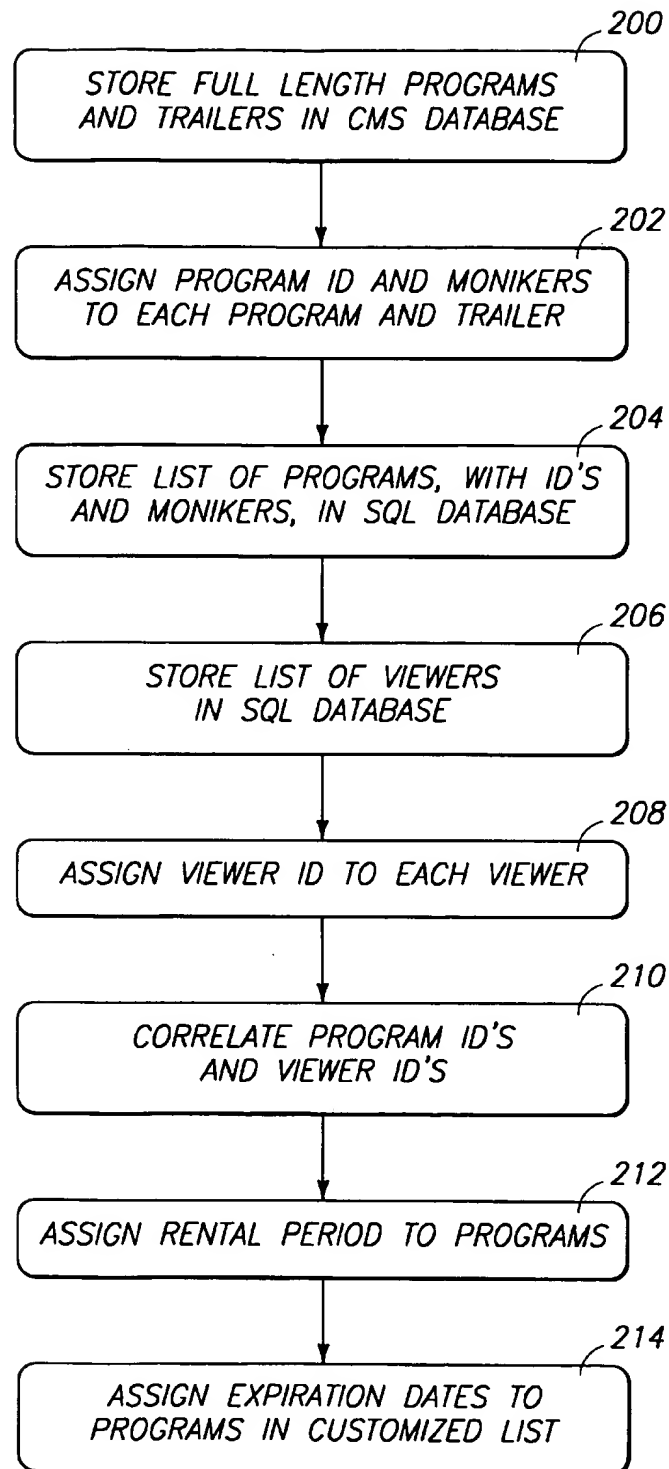 200
STORE FULL LENGTH PROGRAMS
AND TRAILERS IN CMS DATABASE
202
ASSIGN PROGRAM ID AND MONIKERS
TO EACH PROGRAM AND TRAILER
204
STORE LIST OF PROGRAMS, WITH ID'S
AND MONIKERS, IN SQL DATABASE
206
STORE LIST OF VIEWERS
IN SQL DATABASE
208
ASSIGN VIEWER ID TO EACH VIEWER
210
CORRELATE PROGRAM ID'S
AND VIEWER ID'S
212
ASSIGN RENTAL PERIOD TO PROGRAMS
214
ASSIGN EXPIRATION DATES TO
PROGRAMS IN CUSTOMIZED LIST